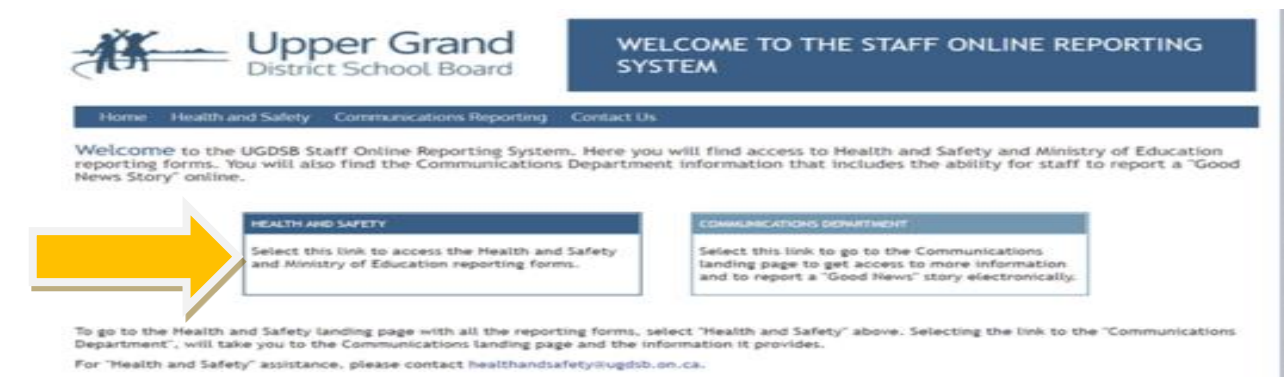 Upper Grand
District School Board
WELCOME TO THE STAFF ONLINE REPORTING
SYSTEM
Home Health and Safety Communications Reporting Contact Us
Welcome to the UGDSB Staff Online Reporting System. Here you will find access to Health and Safety and Ministry of Education
reporting forms. You will also find the Communications Department information that includes the ability for staff to report a "Good
News Story" online.
HEALTH AND SAFETY
Select this link to access the Health and Safety
and Ministry of Education reporting forms.
COMMUNICATIONS DEPARTMENT
Select this link to go to the Communications
landing page to get access to more information
and to report a "Good News" story electronically.
To go to the Health and Safety landing page with all the reporting forms, select "Health and Safety" above. Selecting the link to the "Communications
Department", will take you to the Communications landing page and the information it provides.
For "Health and Safety" assistance, please contact healthandsafety@ugdsb.on.ca.